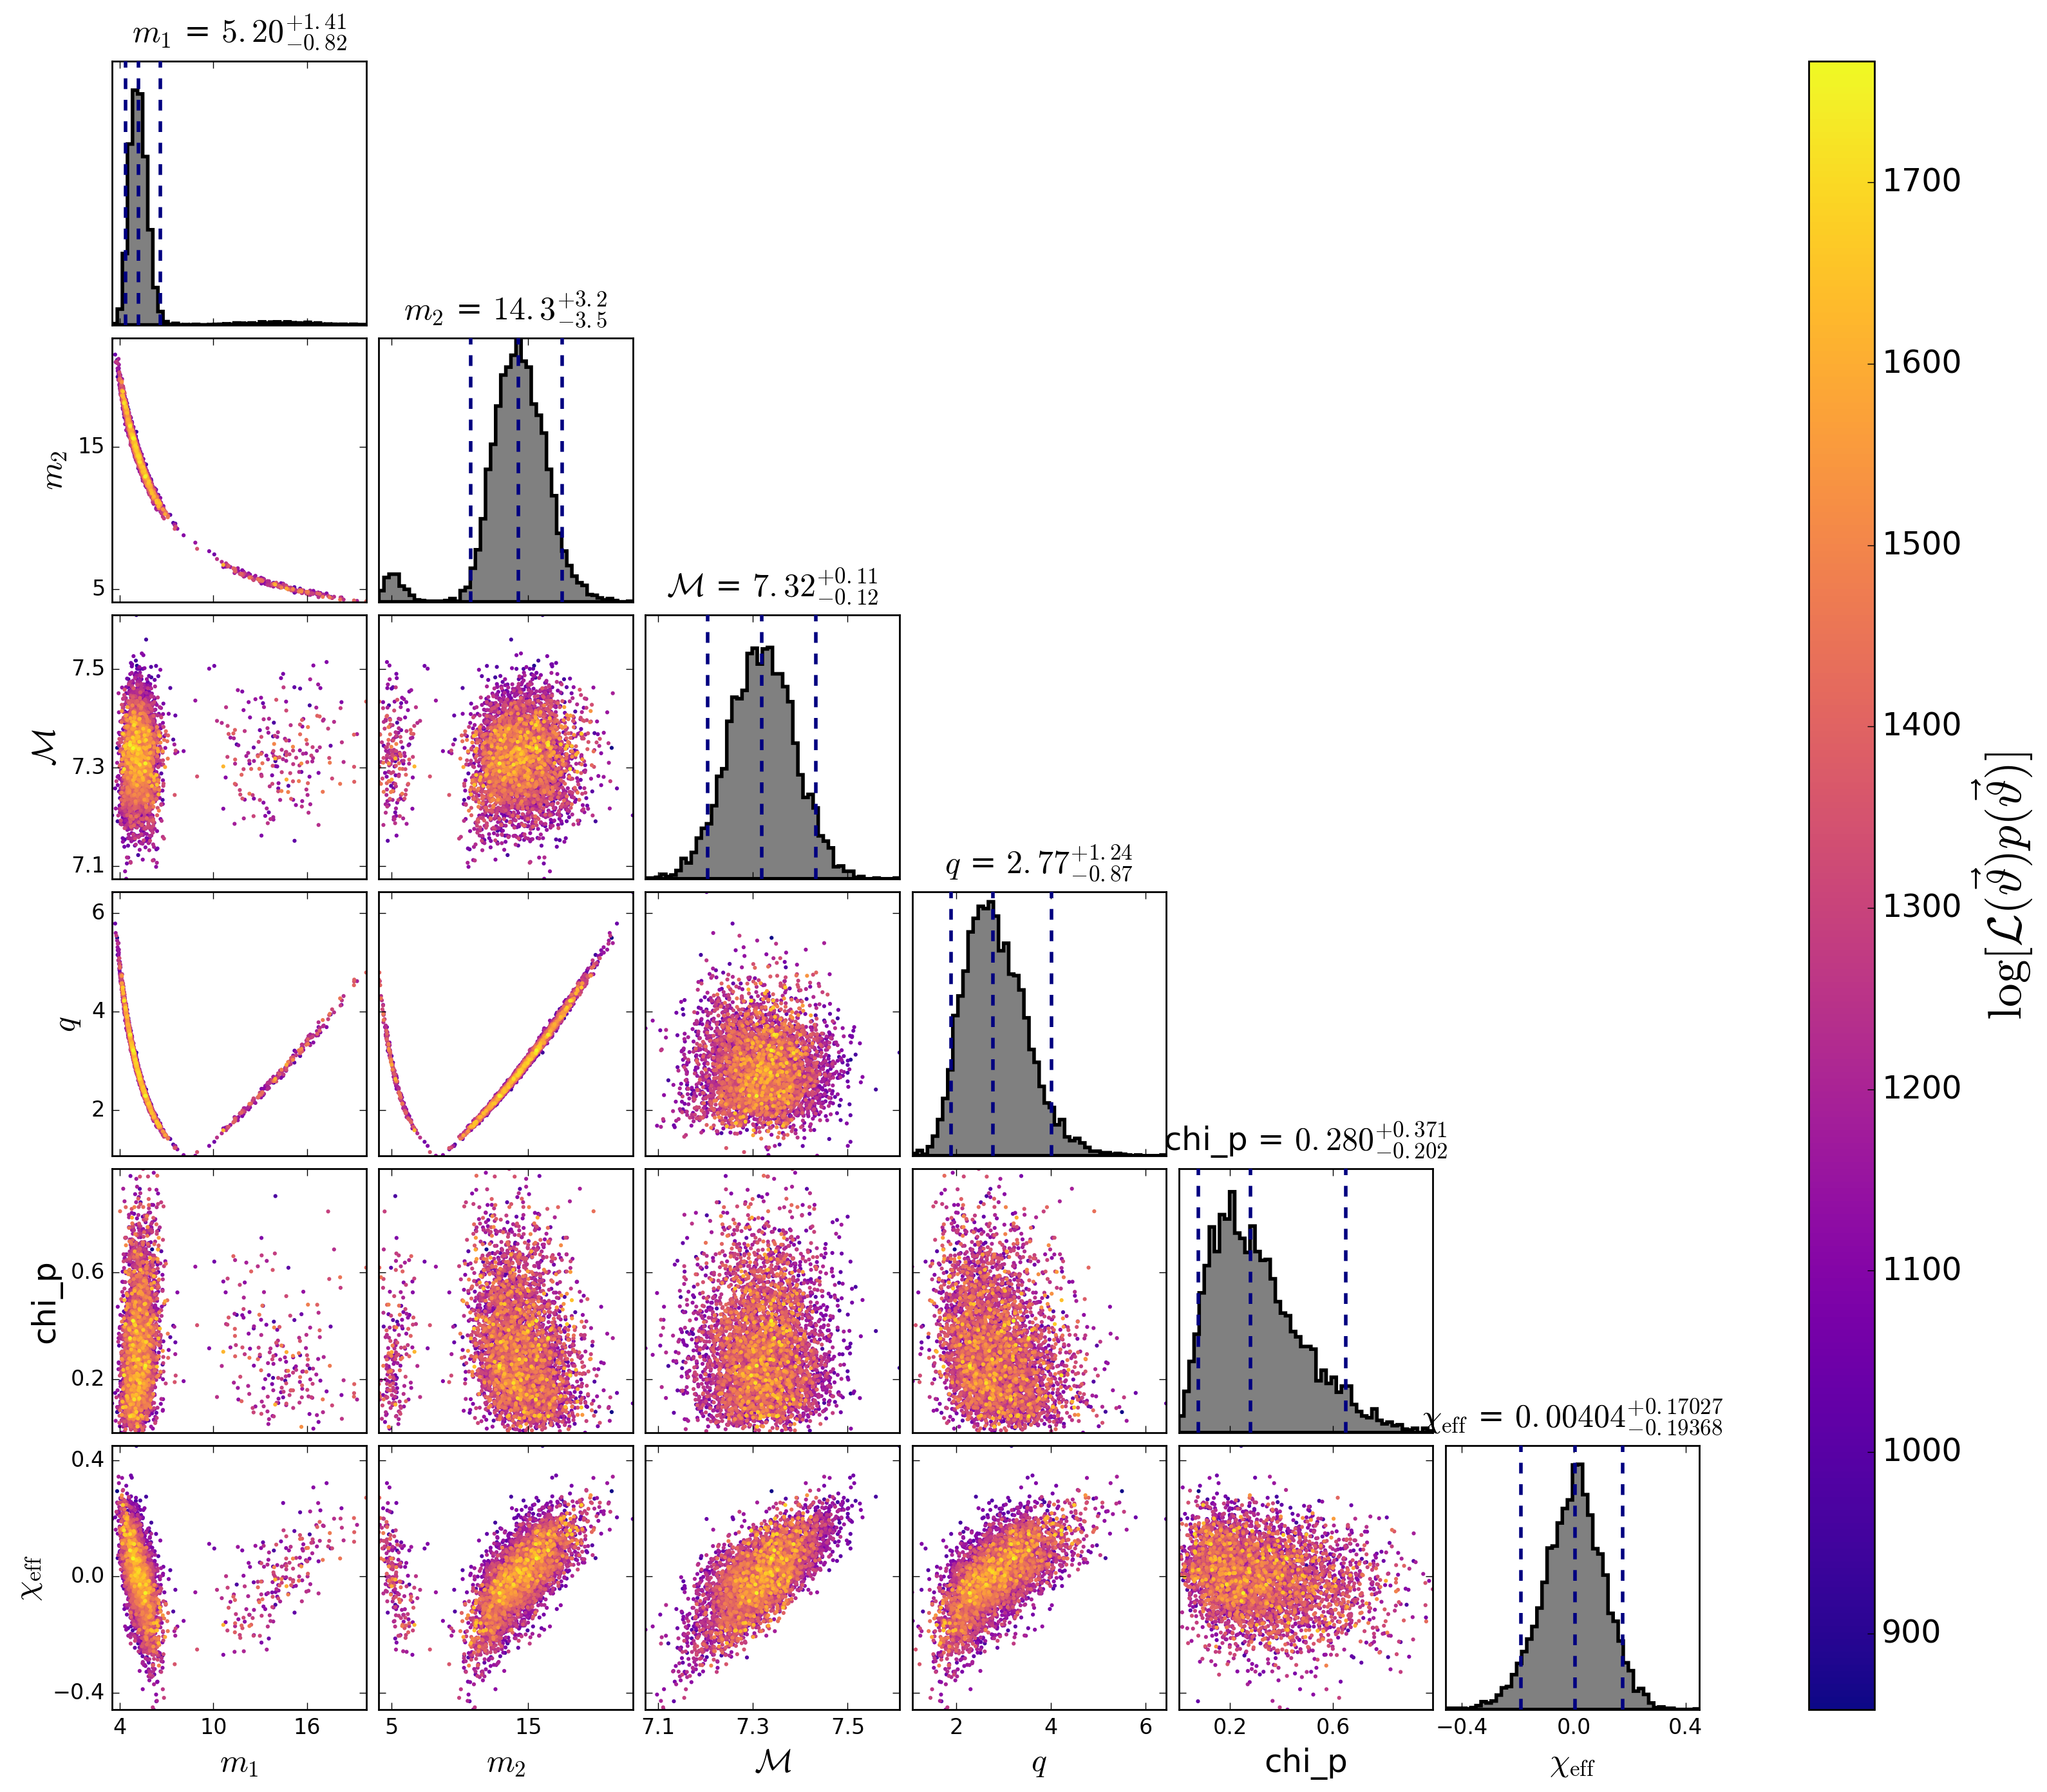 m₁ = 5.20 +1.41 −0.82
1700
m₂ = 14.3 +3.2 −3.5
1600
15
m₂
1500
5
ℳ = 7.32 +0.11 −0.12
1400
7.5
ℳ
7.3
7.1
log[ℒ(ϑ⃗)p(ϑ⃗)]
q = 2.77 +1.24 −0.87
1300
6
4
q
2
1200
chi_p = 0.280 +0.371 −0.202
1100
0.6
chi_p
0.2
χeff = 0.00404 +0.17027 −0.19368
1000
0.4
0.0
χeff
−0.4
900
4 10 16 5 15 7.1 7.3 7.5 2 4 6 0.2 0.6 −0.4 0.0 0.4
m₁ m₂ ℳ q chi_p χeff